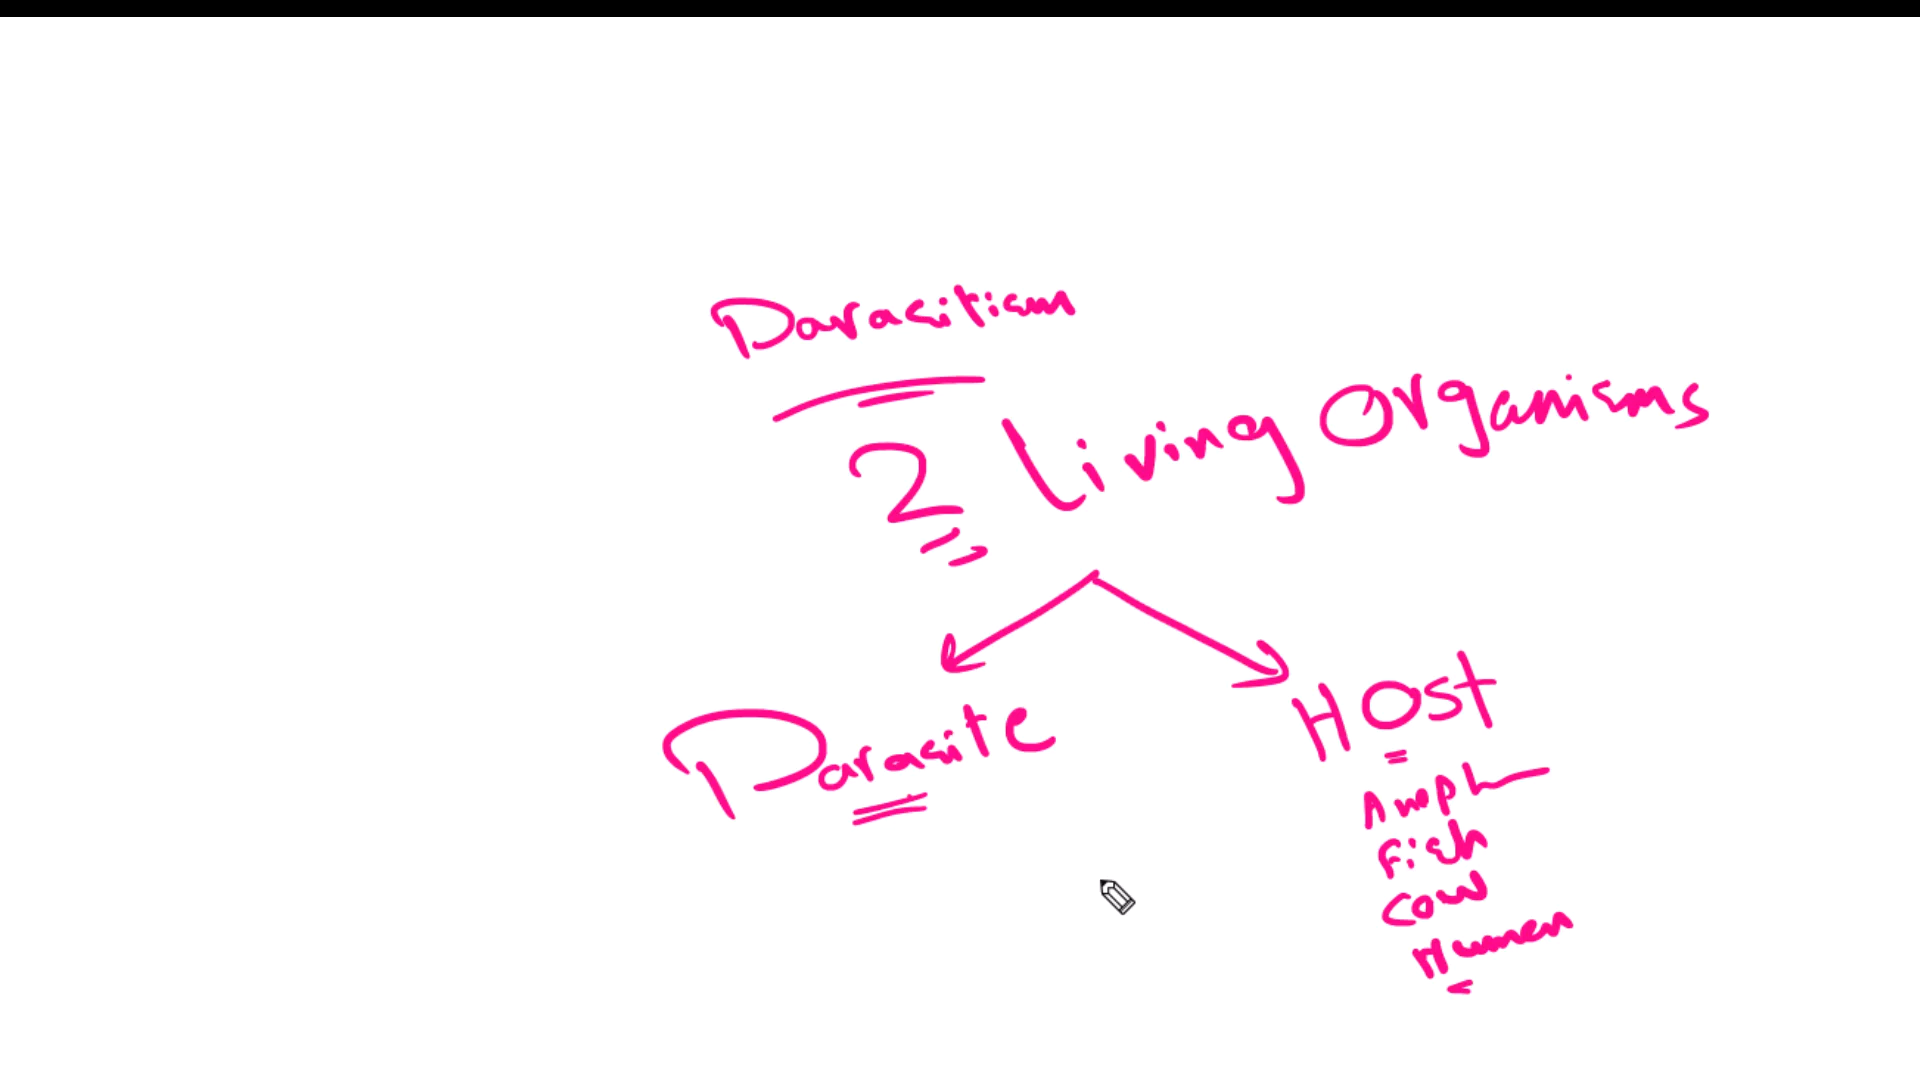 Parasitism
2 Living Organisms
Parasite
Host
Amph
Fish
Cow
Human